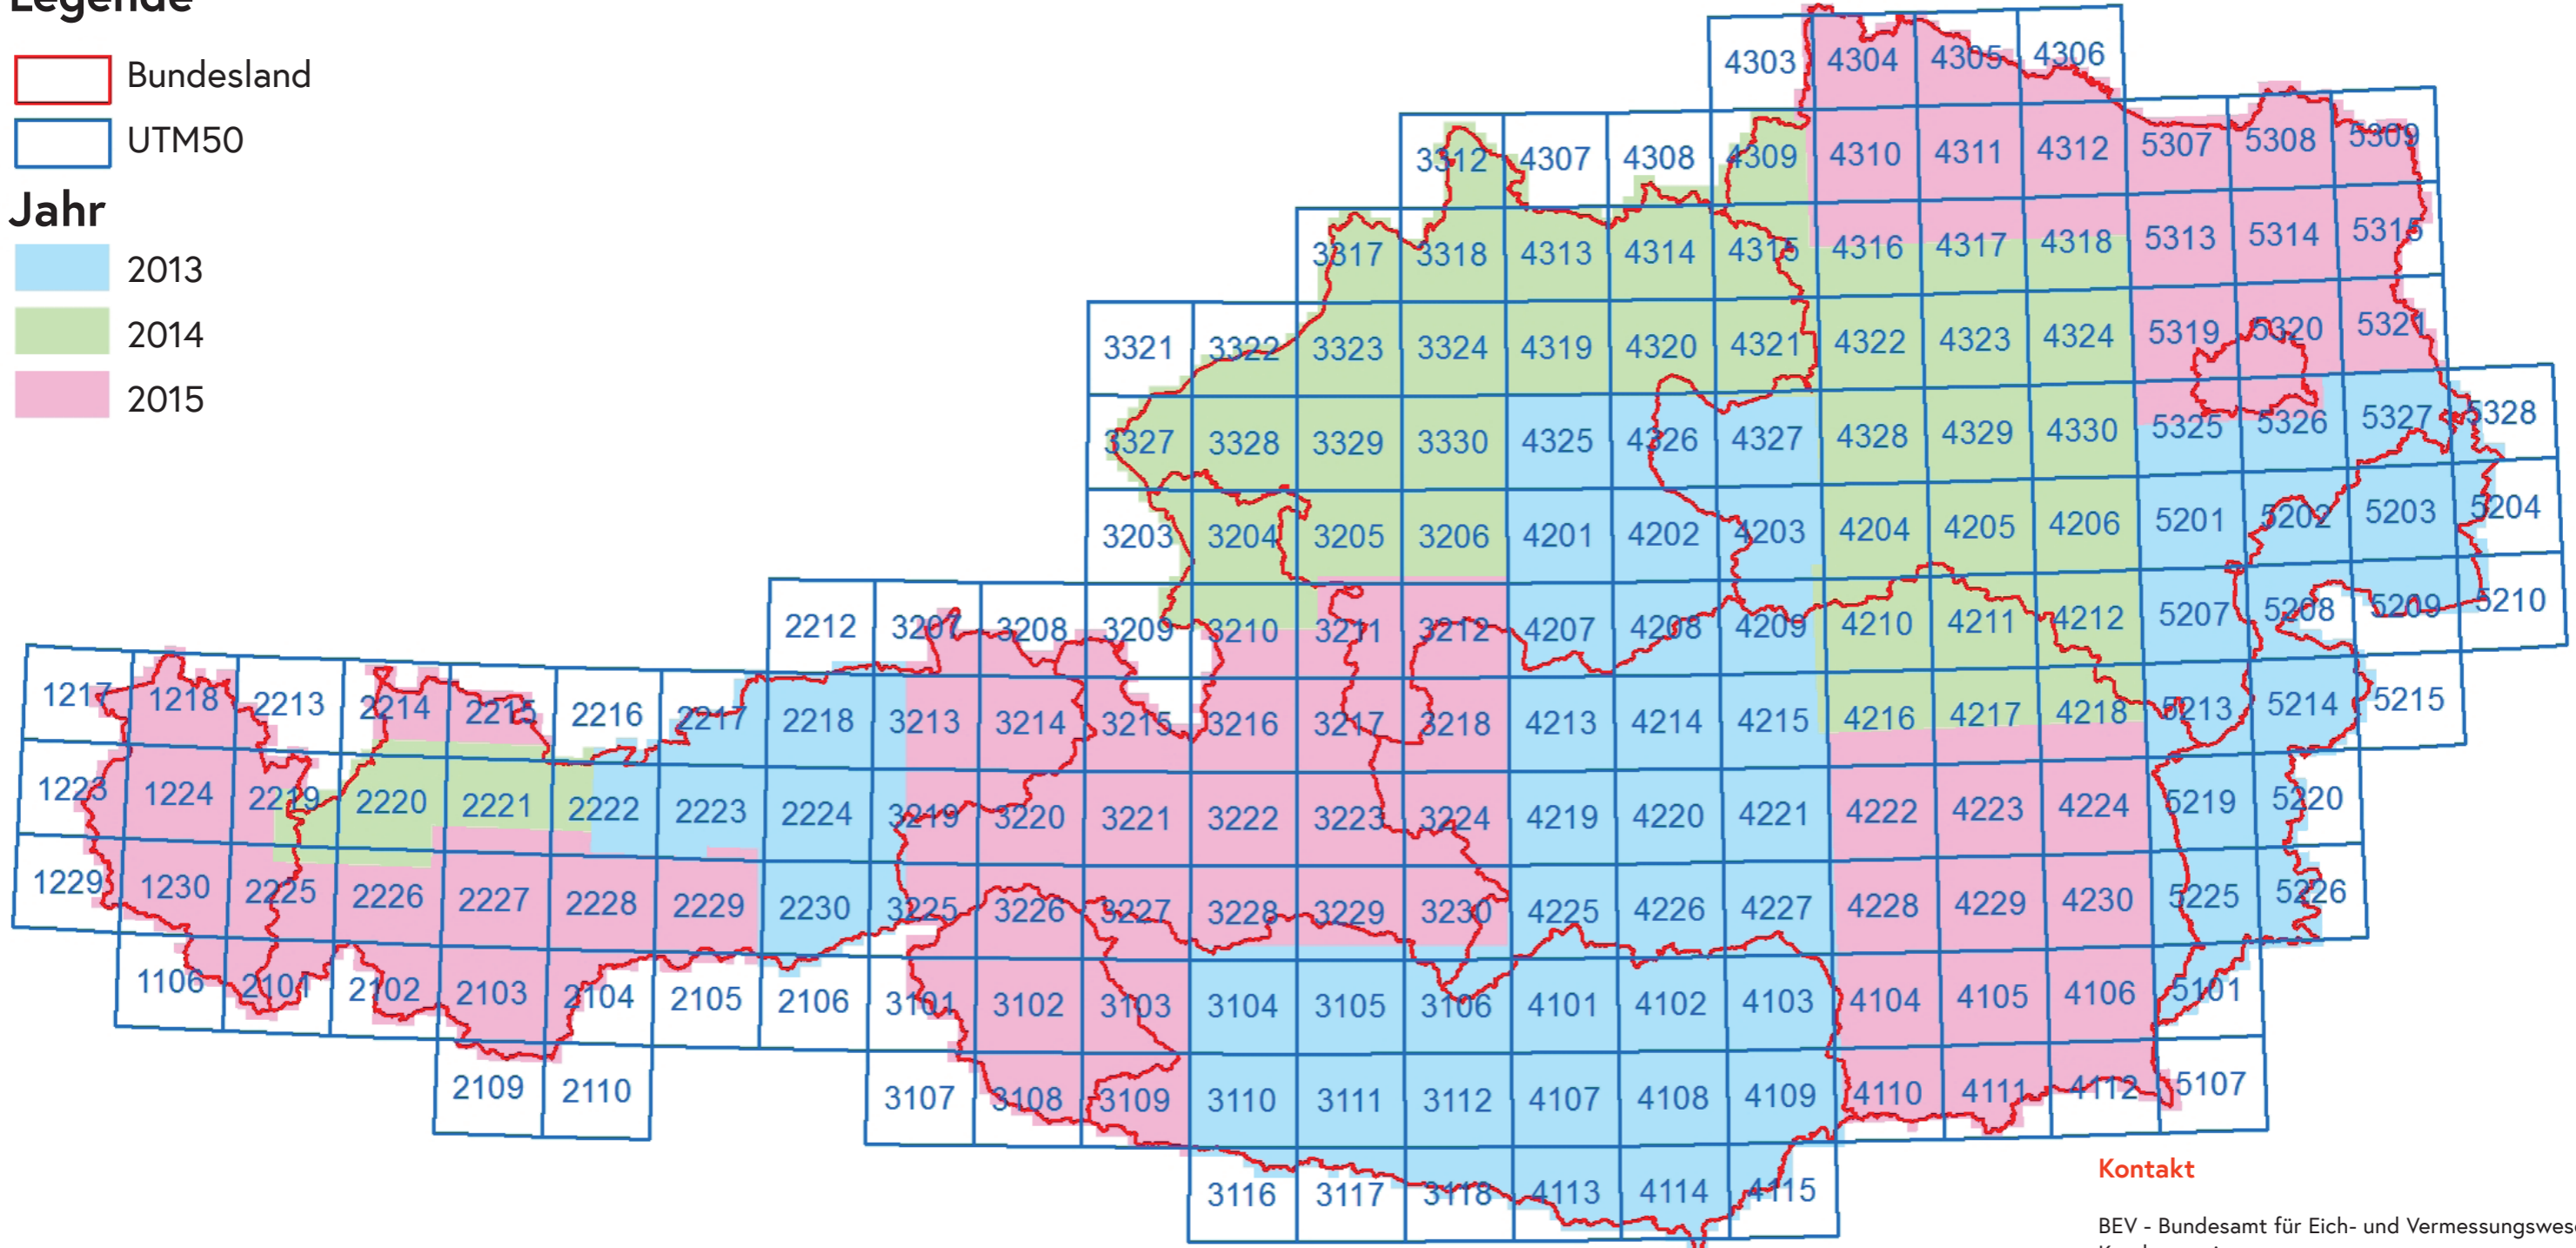 Legende
Bundesland
UTM50
Jahr
2013
2014
2015
4303 4304 4305 4306
3312 4307 4308 4309 4310 4311 4312 5307 5308 5309
3317 3318 4313 4314 4315 4316 4317 4318 5313 5314 5315
3321 3322 3323 3324 4319 4320 4321 4322 4323 4324 5319 5320 5321
3327 3328 3329 3330 4325 4326 4327 4328 4329 4330 5325 5326 5327 5328
3203 3204 3205 3206 4201 4202 4203 4204 4205 4206 5201 5202 5203 5204
2212 3207 3208 3209 3210 3211 3212 4207 4208 4209 4210 4211 4212 5207 5208 5209 5210
1217 1218 2213 2214 2215 2216 2217 2218 3213 3214 3215 3216 3217 3218 4213 4214 4215 4216 4217 4218 5213 5214 5215
1223 1224 2219 2220 2221 2222 2223 2224 3219 3220 3221 3222 3223 3224 4219 4220 4221 4222 4223 4224 5219 5220
1229 1230 2225 2226 2227 2228 2229 2230 3225 3226 3227 3228 3229 3230 4225 4226 4227 4228 4229 4230 5225 5226
1106 2101 2102 2103 2104 2105 2106 3101 3102 3103 3104 3105 3106 4101 4102 4103 4104 4105 4106 5101
2109 2110 3107 3108 3109 3110 3111 3112 4107 4108 4109 4110 4111 4112 5107
3116 3117 3118 4113 4114 4115
Kontakt
BEV - Bundesamt für Eich- und Vermessungswes